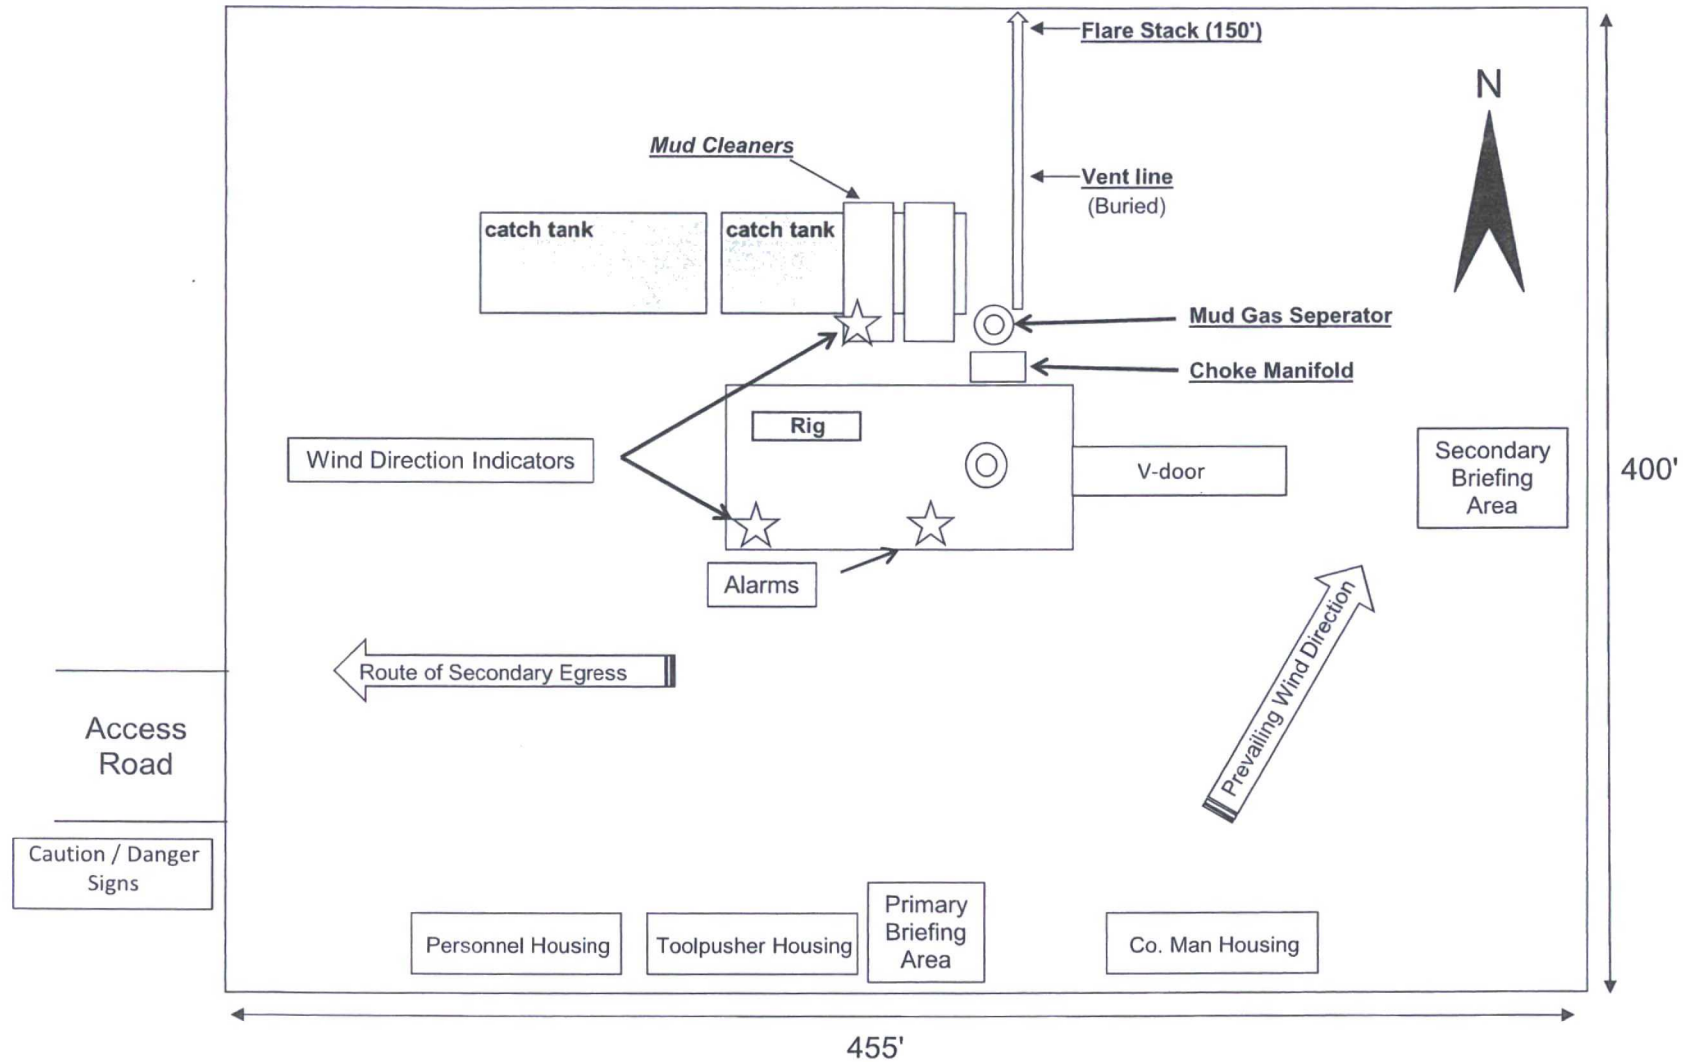 Flare Stack (150')
N
Mud Cleaners
Vent line
(Buried)
catch tank
catch tank
Mud Gas Seperator
Choke Manifold
Rig
Wind Direction Indicators
V-door
Secondary
Briefing
Area
400'
Alarms
Prevailing Wind Direction
Route of Secondary Egress
Access
Road
Caution / Danger
Signs
Primary
Briefing
Area
Personnel Housing
Toolpusher Housing
Co. Man Housing
455'